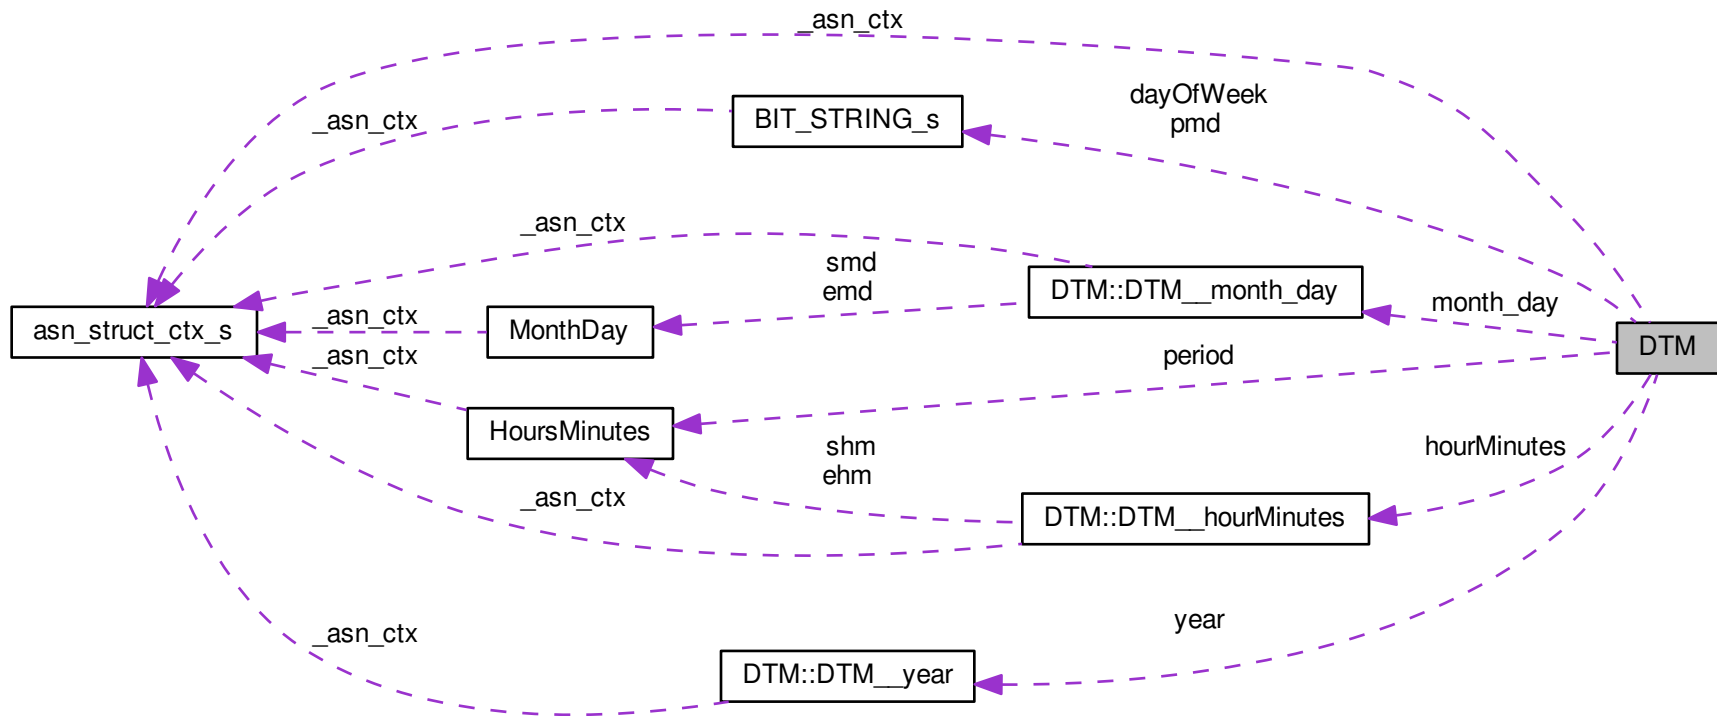 _asn_ctx
dayOfWeek
pmd
BIT_STRING_s
_asn_ctx
_asn_ctx
smd
emd
DTM::DTM__month_day
month_day
asn_struct_ctx_s
_asn_ctx
MonthDay
DTM
_asn_ctx
period
HoursMinutes
shm
ehm
hourMinutes
_asn_ctx
DTM::DTM__hourMinutes
year
_asn_ctx
DTM::DTM__year